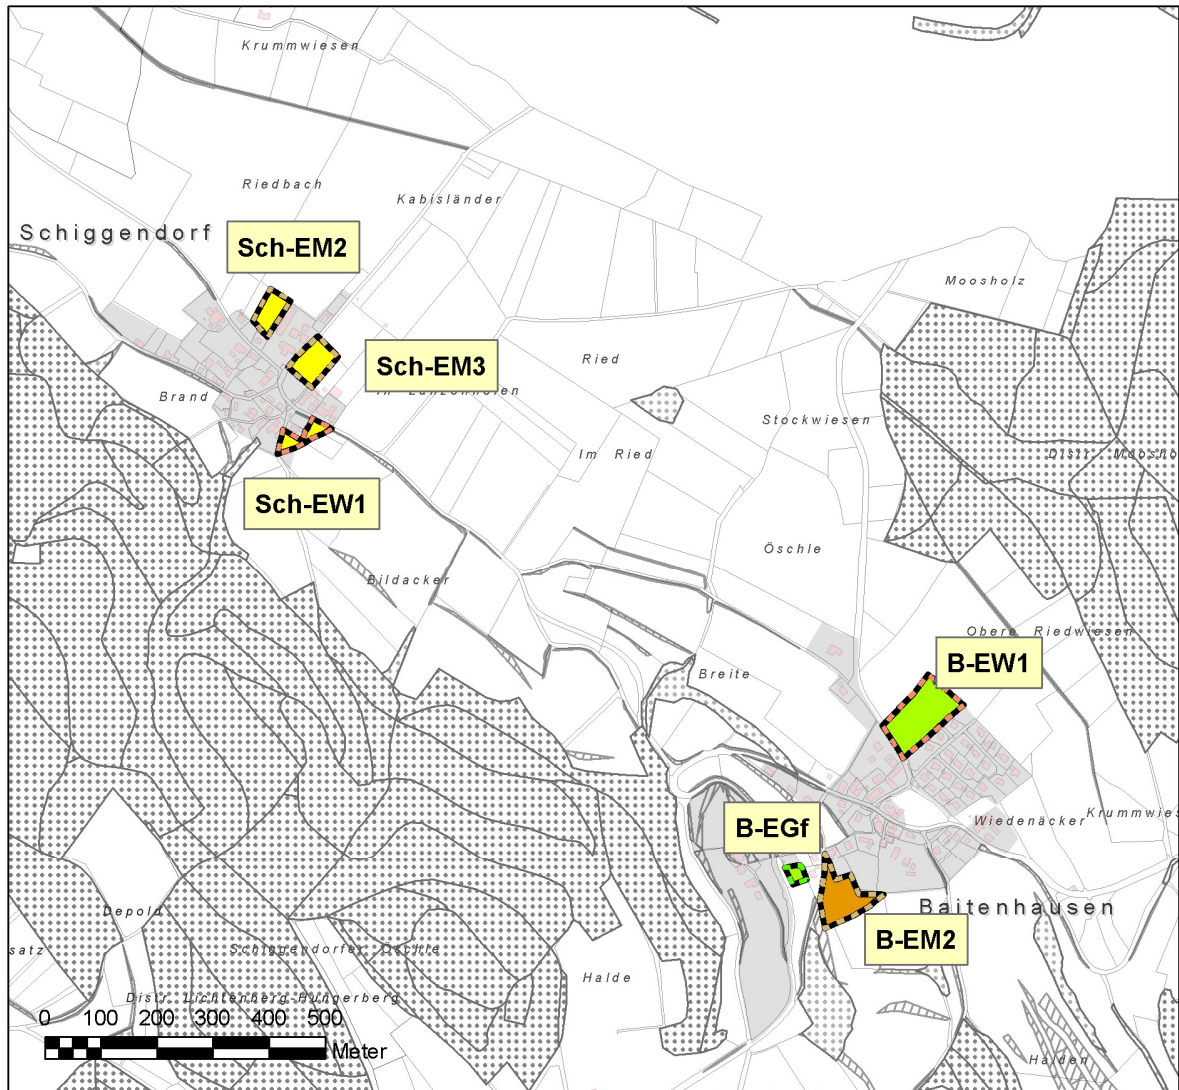 Krummwiesen
Riedbach
Kabisländer
Schiggendorf
Sch-EM2
Moosholz
Sch-EM3
Ried
Brand
Stockwiesen
Im Ried
Distr.
Sch-EW1
Öschle
Bildacker
Obere Riedwiesen
B-EW1
Breite
B-EGf
Wiedenäcker
Krummwies
Depold
Baitenhausen
satz
Schiggendorfer Öschle
B-EM2
Halde
Distr. Lichtenberg-Hungerberg
0 100 200 300 400 500
Meter
Halden